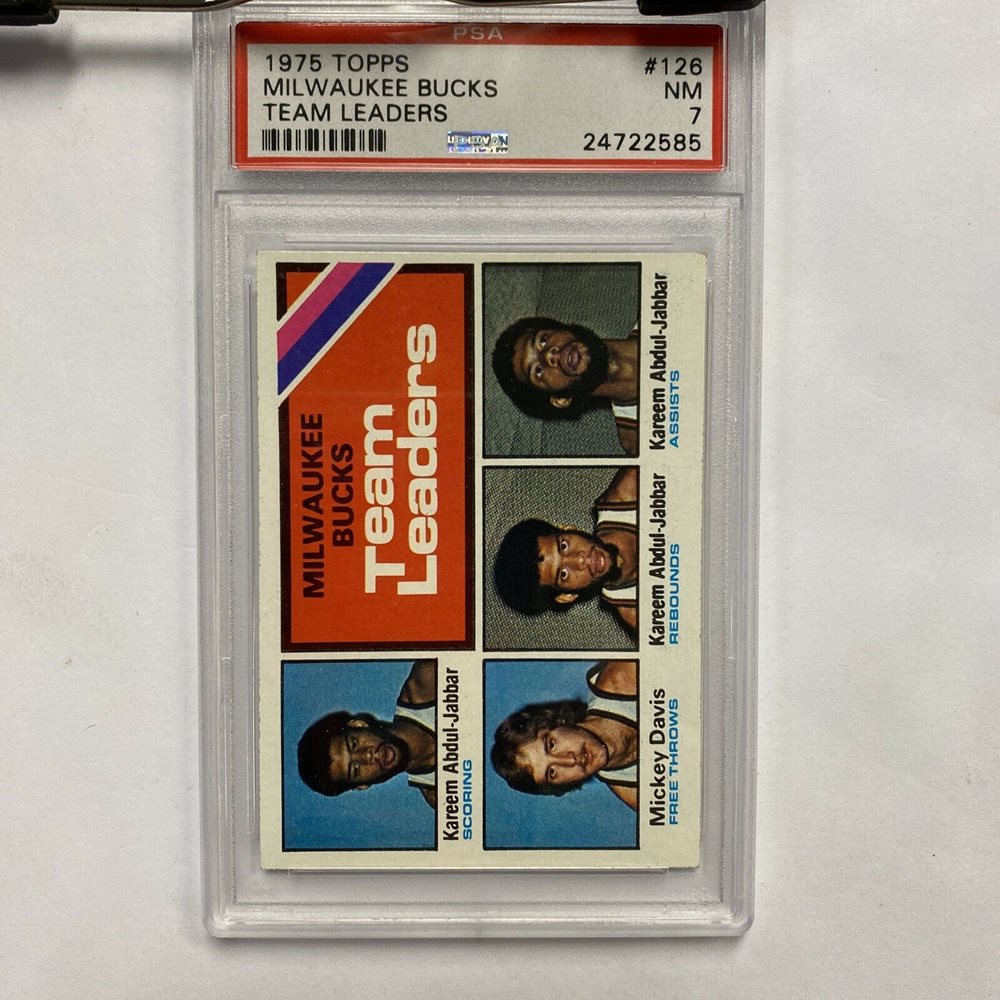 PSA
1975 TOPPS
#126
MILWAUKEE BUCKS
NM
TEAM LEADERS
7
24722585
MILWAUKEE
BUCKS
Team
Leaders
Kareem Abdul-Jabbar
SCORING
Mickey Davis
FREE THROWS
Kareem Abdul-Jabbar
REBOUNDS
Kareem Abdul-Jabbar
ASSISTS